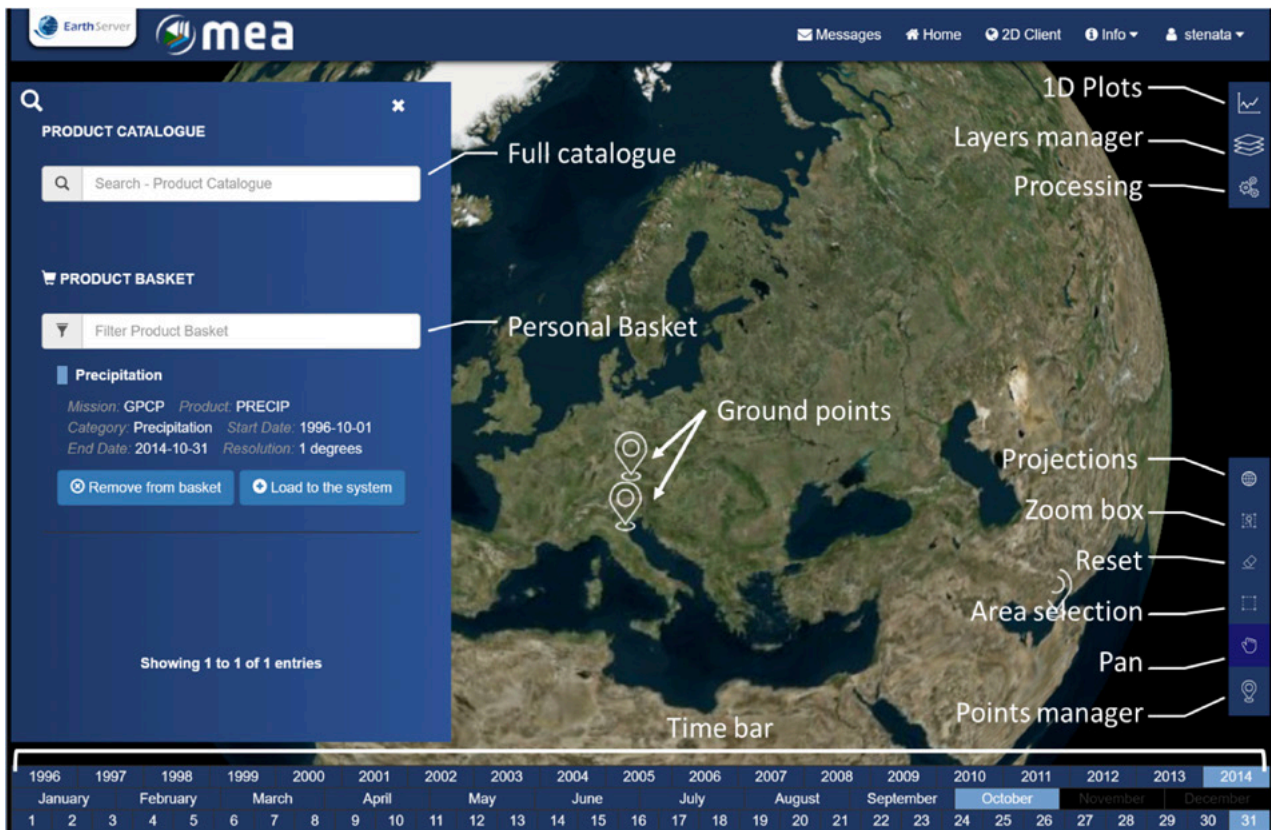 EarthServer mea Messages Home 2D Client Info stenata
PRODUCT CATALOGUE
Search - Product Catalogue
PRODUCT BASKET
Filter Product Basket
Precipitation
Mission: GPCP Product: PRECIP
Category: Precipitation Start Date: 1996-10-01
End Date: 2014-10-31 Resolution: 1 degrees
Remove from basket Load to the system
Showing 1 to 1 of 1 entries
Full catalogue
Personal Basket
Ground points
1D Plots
Layers manager
Processing
Projections
Zoom box
Reset
Area selection
Pan
Points manager
Time bar
1996 1997 1998 1999 2000 2001 2002 2003 2004 2005 2006 2007 2008 2009 2010 2011 2012 2013 2014
January February March April May June July August September October November December
1 2 3 4 5 6 7 8 9 10 11 12 13 14 15 16 17 18 19 20 21 22 23 24 25 26 27 28 29 30 31